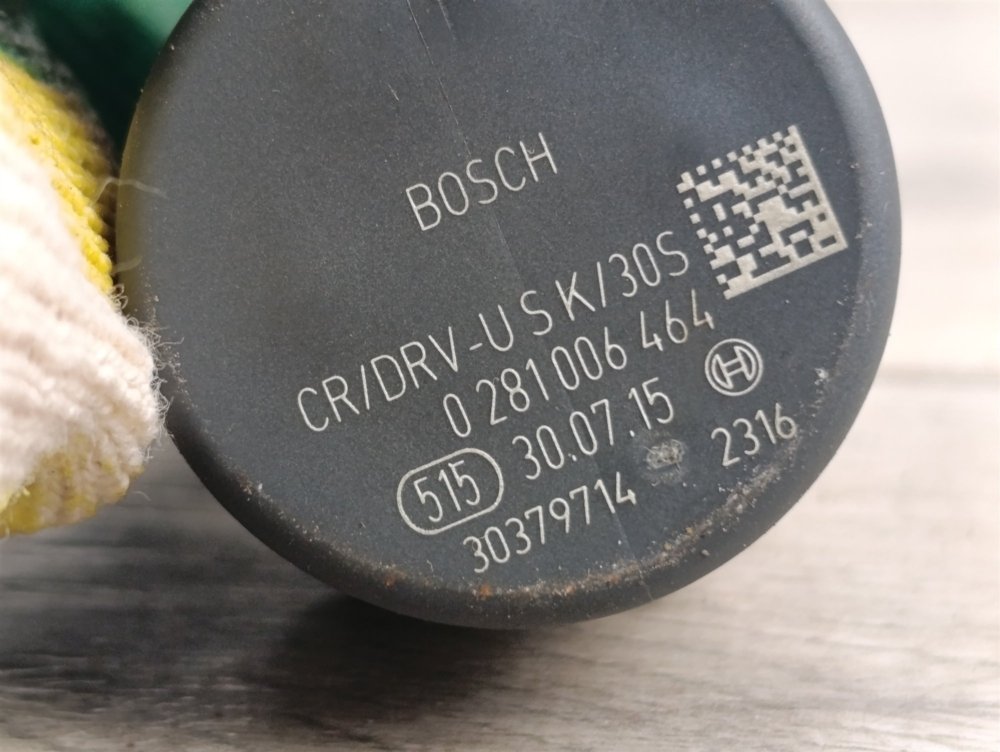 BOSCH
CR/DRV-U S K/30S
0 281 006 464
515 30.07.15
30379714 2316